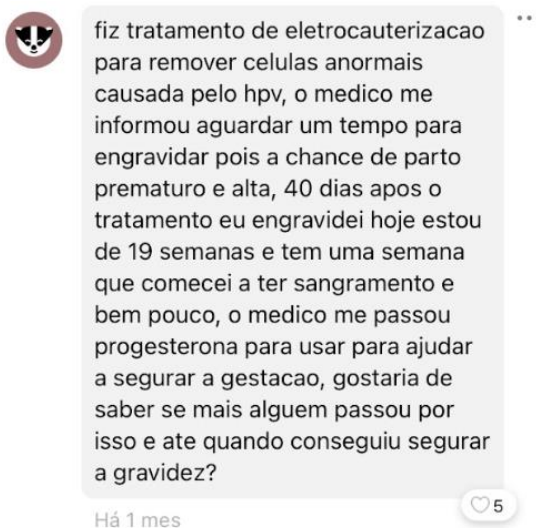 fiz tratamento de eletrocauterizacao
para remover celulas anormais
causada pelo hpv, o medico me
informou aguardar um tempo para
engravidar pois a chance de parto
prematuro e alta, 40 dias apos o
tratamento eu engravidei hoje estou
de 19 semanas e tem uma semana
que comecei a ter sangramento e
bem pouco, o medico me passou
progesterona para usar para ajudar
a segurar a gestacao, gostaria de
saber se mais alguem passou por
isso e ate quando conseguiu segurar
a gravidez?
5
Há 1 mes